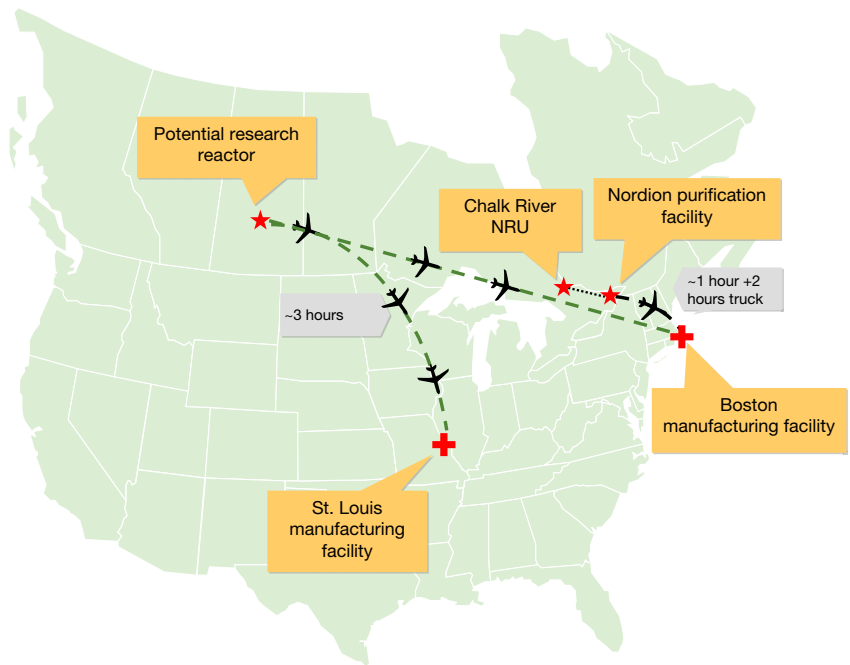 Potential research
reactor
Chalk River
NRU
Nordion purification
facility
~1 hour +2
hours truck
~3 hours
Boston
manufacturing facility
St. Louis
manufacturing
facility